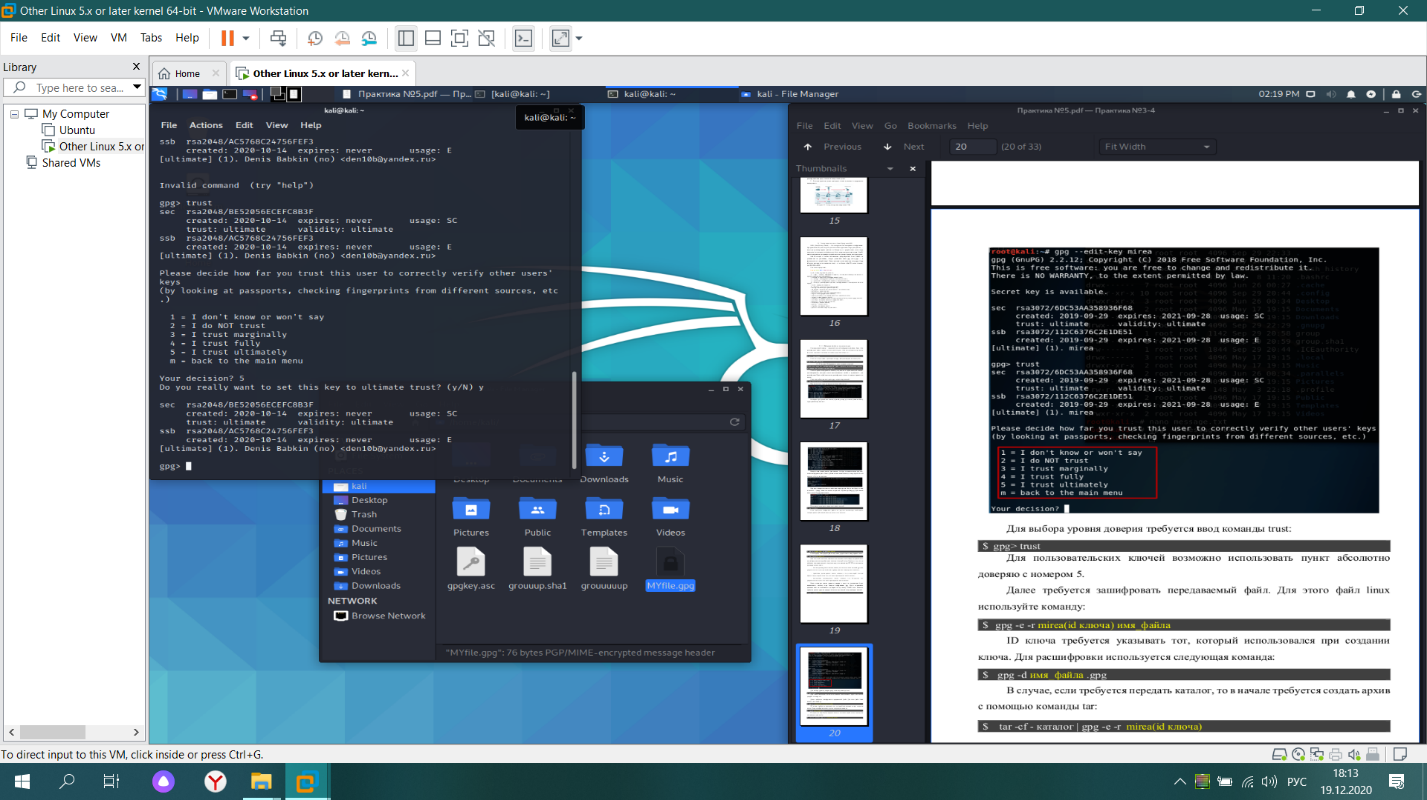 Other Linux 5.x or later kernel 64-bit - VMware Workstation
File Edit View VM Tabs Help
Library
Type here to sea...
My Computer
Ubuntu
Other Linux 5.x or
Shared VMs
Home
Other Linux 5.x or later kern...
Практика №5.pdf — Пр...
[kali@kali: ~]
kali@kali: ~
kali - File Manager
02:19 PM
kali@kali: ~
kali@kali: ~
File Actions Edit View Help
ssb rsa2048/AC5768C24756FEF3
created: 2020-10-14 expires: never usage: E
[ultimate] (1). Denis Babkin (no) <den10b@yandex.ru>
Invalid command (try "help")
gpg> trust
sec rsa2048/BE52056ECEFC8B3F
created: 2020-10-14 expires: never usage: SC
trust: ultimate validity: ultimate
ssb rsa2048/AC5768C24756FEF3
created: 2020-10-14 expires: never usage: E
[ultimate] (1). Denis Babkin (no) <den10b@yandex.ru>
Please decide how far you trust this user to correctly verify other users'
keys
(by looking at passports, checking fingerprints from different sources, etc
.)
1 = I don't know or won't say
2 = I do NOT trust
3 = I trust marginally
4 = I trust fully
5 = I trust ultimately
m = back to the main menu
Your decision? 5
Do you really want to set this key to ultimate trust? (y/N) y
sec rsa2048/BE52056ECEFC8B3F
created: 2020-10-14 expires: never usage: SC
trust: ultimate validity: ultimate
ssb rsa2048/AC5768C24756FEF3
created: 2020-10-14 expires: never usage: E
[ultimate] (1). Denis Babkin (no) <den10b@yandex.ru>
gpg>
kali
Desktop
Trash
Documents
Music
Pictures
Videos
Downloads
NETWORK
Browse Network
Desktop Documents Downloads Music
Pictures Public Templates Videos
gpgkey.asc grouuup.sha1 grouuuuup MYfile.gpg
"MYfile.gpg": 76 bytes PGP/MIME-encrypted message header
Практика №5.pdf — Практика №3-4
File Edit View Go Bookmarks Help
Previous Next 20 (20 of 33) Fit Width
Thumbnails
15
16
17
18
19
20
root@kali:~# gpg --edit-key mirea
gpg (GnuPG) 2.2.12; Copyright (C) 2018 Free Software Foundation, Inc.
This is free software: you are free to change and redistribute it.
There is NO WARRANTY, to the extent permitted by law.
Secret key is available.
sec rsa3072/6DC53AA358936F68
created: 2019-09-29 expires: 2021-09-28 usage: SC
trust: ultimate validity: ultimate
ssb rsa3072/112C6376C2E1DE51
created: 2019-09-29 expires: 2021-09-28 usage: E
[ultimate] (1). mirea
gpg> trust
sec rsa3072/6DC53AA358936F68
created: 2019-09-29 expires: 2021-09-28 usage: SC
trust: ultimate validity: ultimate
ssb rsa3072/112C6376C2E1DE51
created: 2019-09-29 expires: 2021-09-28 usage: E
[ultimate] (1). mirea
Please decide how far you trust this user to correctly verify other users' keys
(by looking at passports, checking fingerprints from different sources, etc.)
1 = I don't know or won't say
2 = I do NOT trust
3 = I trust marginally
4 = I trust fully
5 = I trust ultimately
m = back to the main menu
Your decision?
Для выбора уровня доверия требуется ввод команды trust:
$ gpg> trust
Для пользовательских ключей возможно использовать пункт абсолютно
доверяю с номером 5.
Далее требуется зашифровать передаваемый файл. Для этого файл linux
используйте команду:
$ gpg -e -r mirea(id ключа) имя_файла
ID ключа требуется указывать тот, который использовался при создании
ключа. Для расшифровки используется следующая команда:
$ gpg -d имя_файла.gpg
В случае, если требуется передать каталог, то в начале требуется создать архив
с помощью команды tar:
$ tar -cf - каталог | gpg -e -r mirea(id ключа)
To direct input to this VM, click inside or press Ctrl+G.
РУС
18:13
19.12.2020